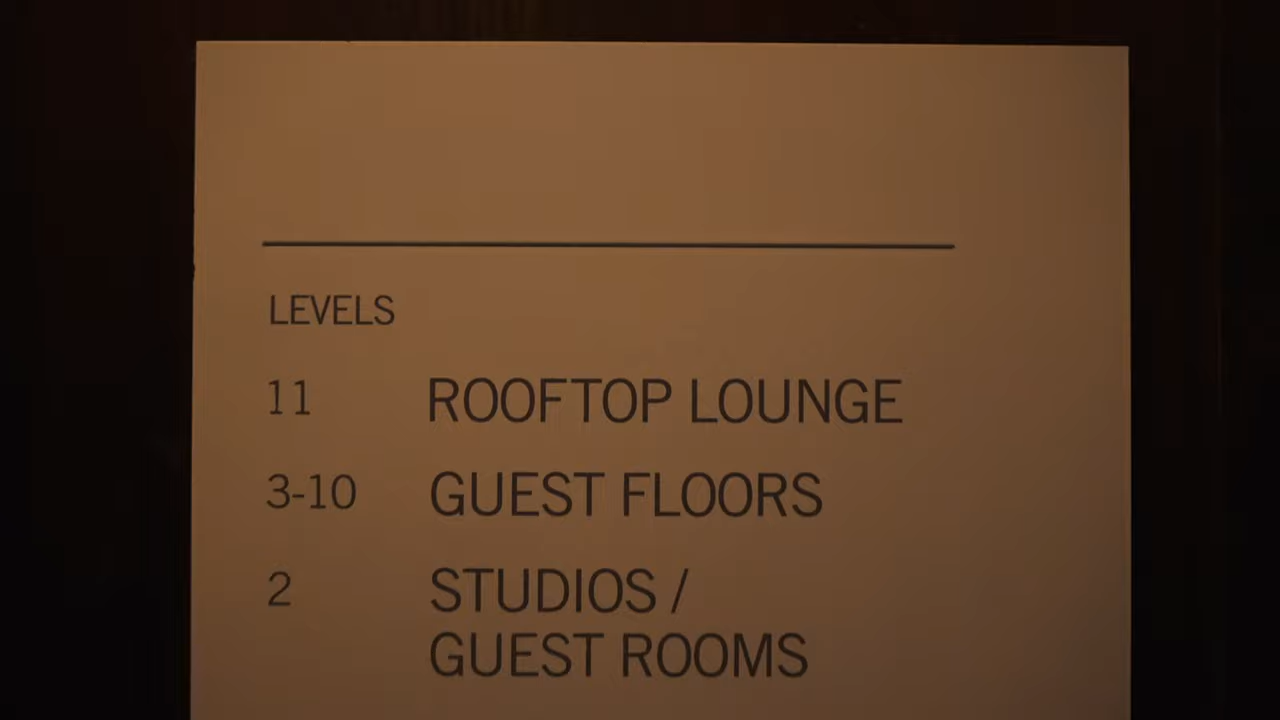 LEVELS
11 ROOFTOP LOUNGE
3-10 GUEST FLOORS
2 STUDIOS /
GUEST ROOMS